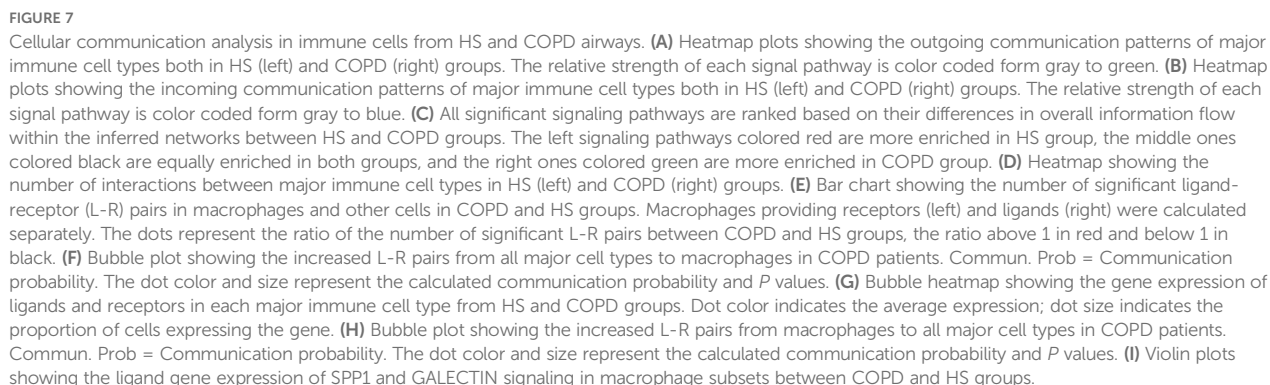 FIGURE 7
Cellular communication analysis in immune cells from HS and COPD airways. (A) Heatmap plots showing the outgoing communication patterns of major
immune cell types both in HS (left) and COPD (right) groups. The relative strength of each signal pathway is color coded form gray to green. (B) Heatmap
plots showing the incoming communication patterns of major immune cell types both in HS (left) and COPD (right) groups. The relative strength of each
signal pathway is color coded form gray to blue. (C) All significant signaling pathways are ranked based on their differences in overall information flow
within the inferred networks between HS and COPD groups. The left signaling pathways colored red are more enriched in HS group, the middle ones
colored black are equally enriched in both groups, and the right ones colored green are more enriched in COPD group. (D) Heatmap showing the
number of interactions between major immune cell types in HS (left) and COPD (right) groups. (E) Bar chart showing the number of significant ligand-
receptor (L-R) pairs in macrophages and other cells in COPD and HS groups. Macrophages providing receptors (left) and ligands (right) were calculated
separately. The dots represent the ratio of the number of significant L-R pairs between COPD and HS groups, the ratio above 1 in red and below 1 in
black. (F) Bubble plot showing the increased L-R pairs from all major cell types to macrophages in COPD patients. Commun. Prob = Communication
probability. The dot color and size represent the calculated communication probability and P values. (G) Bubble heatmap showing the gene expression of
ligands and receptors in each major immune cell type from HS and COPD groups. Dot color indicates the average expression; dot size indicates the
proportion of cells expressing the gene. (H) Bubble plot showing the increased L-R pairs from macrophages to all major cell types in COPD patients.
Commun. Prob = Communication probability. The dot color and size represent the calculated communication probability and P values. (I) Violin plots
showing the ligand gene expression of SPP1 and GALECTIN signaling in macrophage subsets between COPD and HS groups.